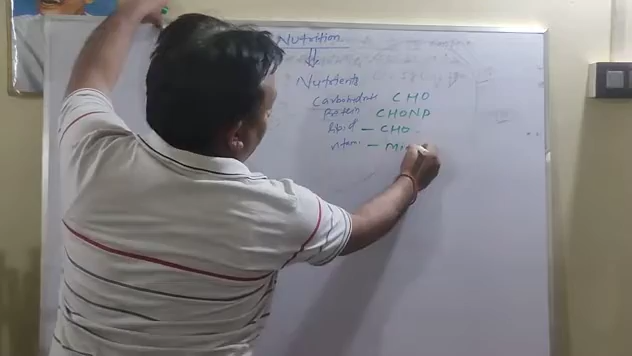 Nutrition
Nutrients
Carbohydrate CHO
Protein CHONP
lipid - CHO